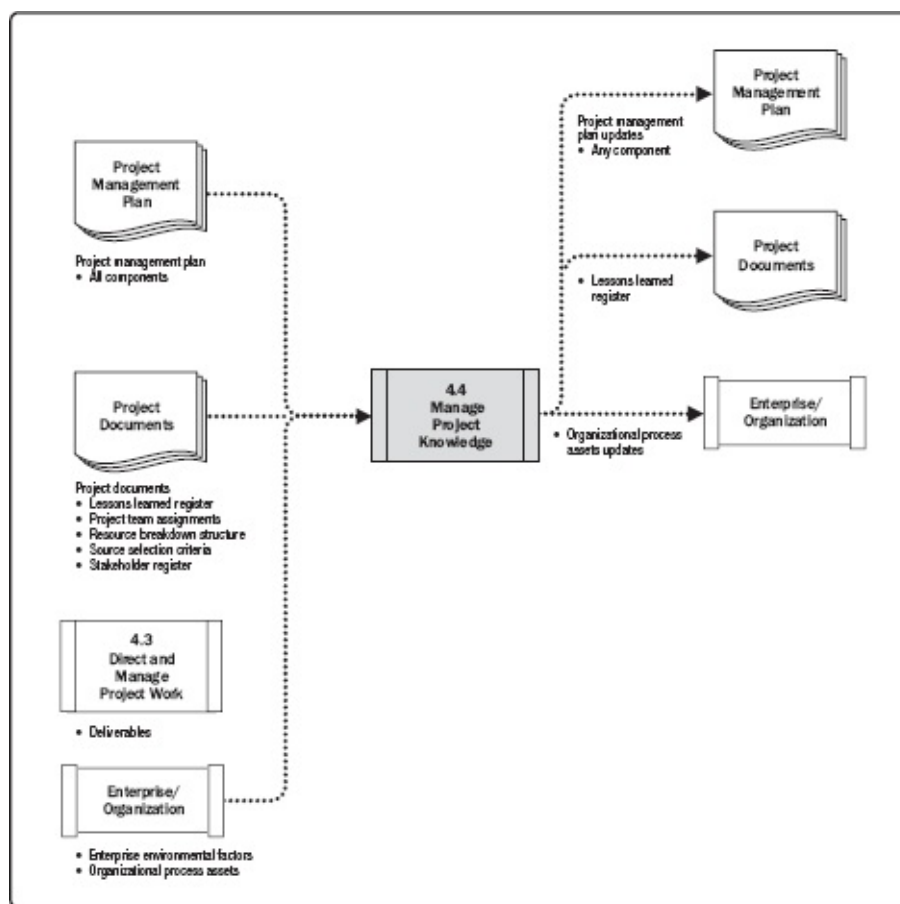 Project
Management
Plan
Project management plan
• All components
Project
Documents
Project documents
• Lessons learned register
• Project team assignments
• Resource breakdown structure
• Source selection criteria
• Stakeholder register
4.3
Direct and
Manage
Project Work
• Deliverables
Enterprise/
Organization
• Enterprise environmental factors
• Organizational process assets
4.4
Manage
Project
Knowledge
Project management
plan updates
• Any component
• Lessons learned
register
• Organizational process
assets updates
Project
Management
Plan
Project
Documents
Enterprise/
Organization